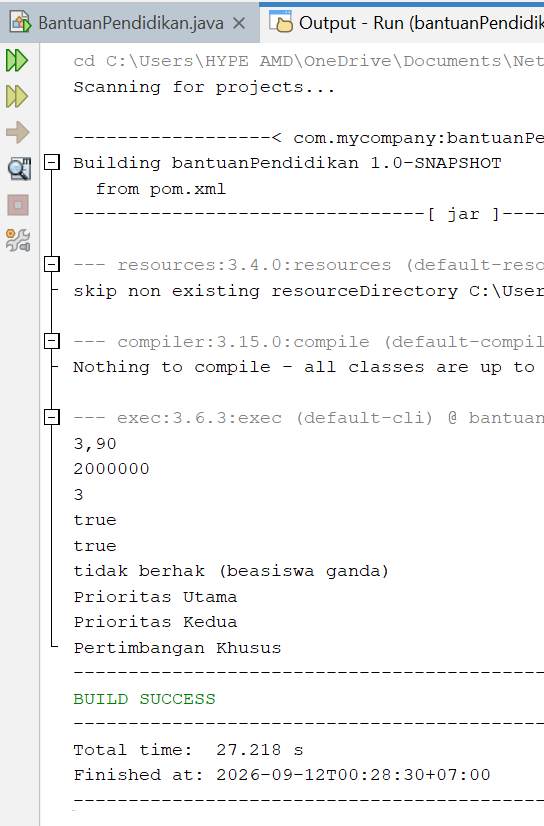 BantuanPendidikan.java × Output - Run (bantuanPendidik
cd C:\Users\HYPE AMD\OneDrive\Documents\Net
Scanning for projects...
------------------< com.mycompany:bantuanPe
Building bantuanPendidikan 1.0-SNAPSHOT
from pom.xml
--------------------------------[ jar ]----
--- resources:3.4.0:resources (default-reso
skip non existing resourceDirectory C:\User
--- compiler:3.15.0:compile (default-compil
Nothing to compile - all classes are up to
--- exec:3.6.3:exec (default-cli) @ bantuan
3,90
2000000
3
true
true
tidak berhak (beasiswa ganda)
Prioritas Utama
Prioritas Kedua
Pertimbangan Khusus
-------------------------------------------
BUILD SUCCESS
-------------------------------------------
Total time:  27.218 s
Finished at: 2026-09-12T00:28:30+07:00
-------------------------------------------